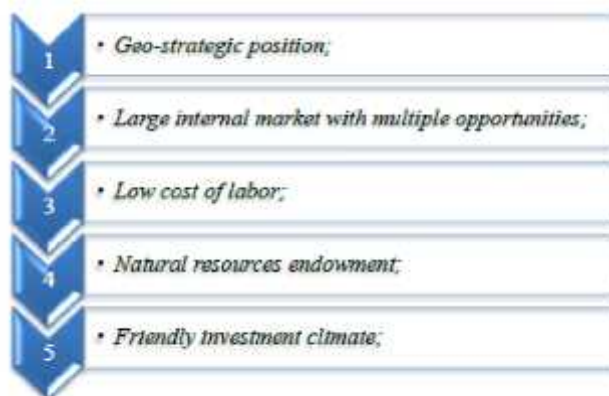 1
• Geo-strategic position;
2
• Large internal market with multiple opportunities;
3
• Low cost of labor;
4
• Natural resources endowment;
5
• Friendly investment climate;